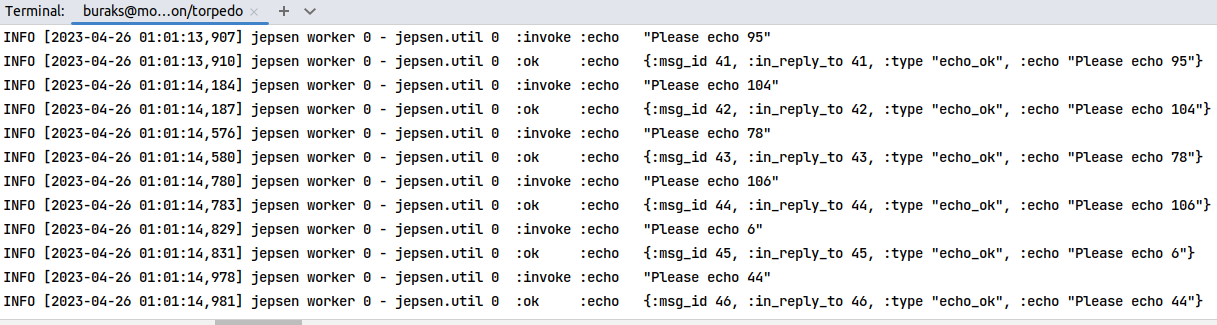 Terminal: buraks@mo...on/torpedo × +
INFO [2023-04-26 01:01:13,907] jepsen worker 0 - jepsen.util 0 :invoke :echo "Please echo 95"
INFO [2023-04-26 01:01:13,910] jepsen worker 0 - jepsen.util 0 :ok :echo {:msg_id 41, :in_reply_to 41, :type "echo_ok", :echo "Please echo 95"}
INFO [2023-04-26 01:01:14,184] jepsen worker 0 - jepsen.util 0 :invoke :echo "Please echo 104"
INFO [2023-04-26 01:01:14,187] jepsen worker 0 - jepsen.util 0 :ok :echo {:msg_id 42, :in_reply_to 42, :type "echo_ok", :echo "Please echo 104"}
INFO [2023-04-26 01:01:14,576] jepsen worker 0 - jepsen.util 0 :invoke :echo "Please echo 78"
INFO [2023-04-26 01:01:14,580] jepsen worker 0 - jepsen.util 0 :ok :echo {:msg_id 43, :in_reply_to 43, :type "echo_ok", :echo "Please echo 78"}
INFO [2023-04-26 01:01:14,780] jepsen worker 0 - jepsen.util 0 :invoke :echo "Please echo 106"
INFO [2023-04-26 01:01:14,783] jepsen worker 0 - jepsen.util 0 :ok :echo {:msg_id 44, :in_reply_to 44, :type "echo_ok", :echo "Please echo 106"}
INFO [2023-04-26 01:01:14,829] jepsen worker 0 - jepsen.util 0 :invoke :echo "Please echo 6"
INFO [2023-04-26 01:01:14,831] jepsen worker 0 - jepsen.util 0 :ok :echo {:msg_id 45, :in_reply_to 45, :type "echo_ok", :echo "Please echo 6"}
INFO [2023-04-26 01:01:14,978] jepsen worker 0 - jepsen.util 0 :invoke :echo "Please echo 44"
INFO [2023-04-26 01:01:14,981] jepsen worker 0 - jepsen.util 0 :ok :echo {:msg_id 46, :in_reply_to 46, :type "echo_ok", :echo "Please echo 44"}